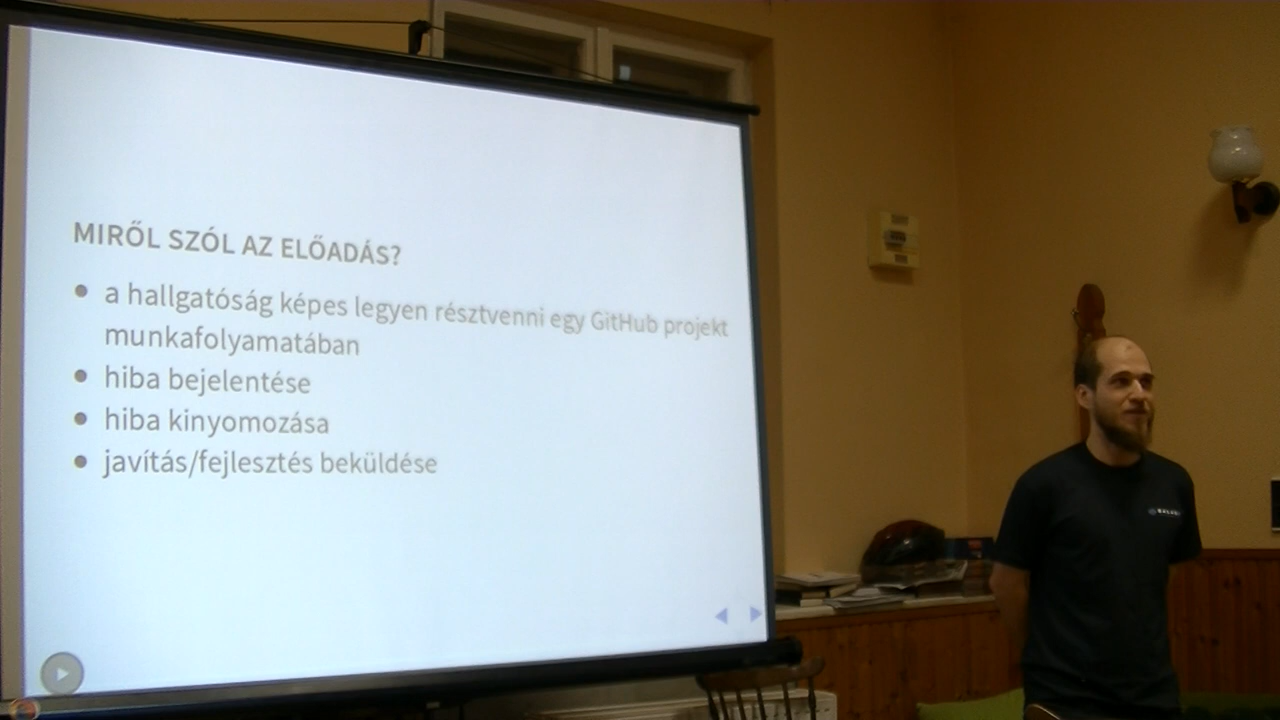 MIRŐL SZÓL AZ ELŐADÁS?
a hallgatóság képes legyen résztvenni egy GitHub projekt
munkafolyamatában
hiba bejelentése
hiba kinyomozása
javítás/fejlesztés beküldése